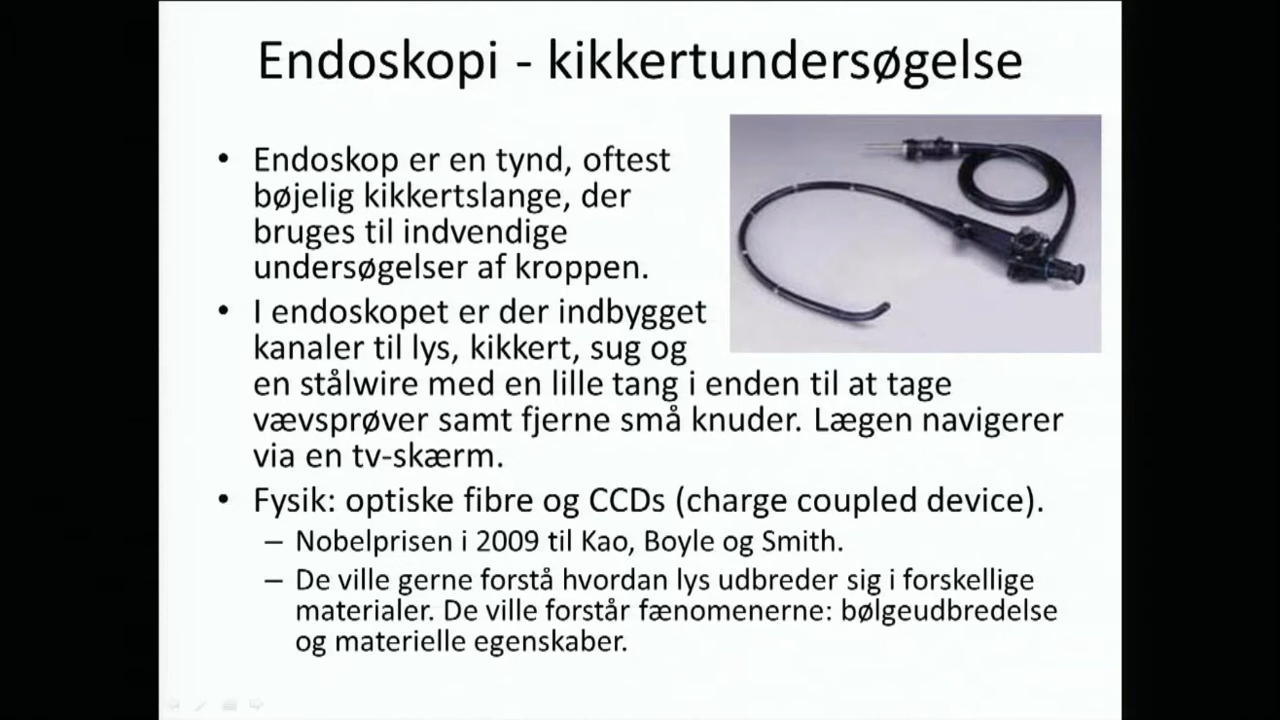 Endoskopi - kikkertundersøgelse
• Endoskop er en tynd, oftest
bøjelig kikkertslange, der
bruges til indvendige
undersøgelser af kroppen.
• I endoskopet er der indbygget
kanaler til lys, kikkert, sug og
en stålwire med en lille tang i enden til at tage
vævsprøver samt fjerne små knuder. Lægen navigerer
via en tv-skærm.
• Fysik: optiske fibre og CCDs (charge coupled device).
– Nobelprisen i 2009 til Kao, Boyle og Smith.
– De ville gerne forstå hvordan lys udbreder sig i forskellige
materialer. De ville forstår fænomenerne: bølgeudbredelse
og materielle egenskaber.